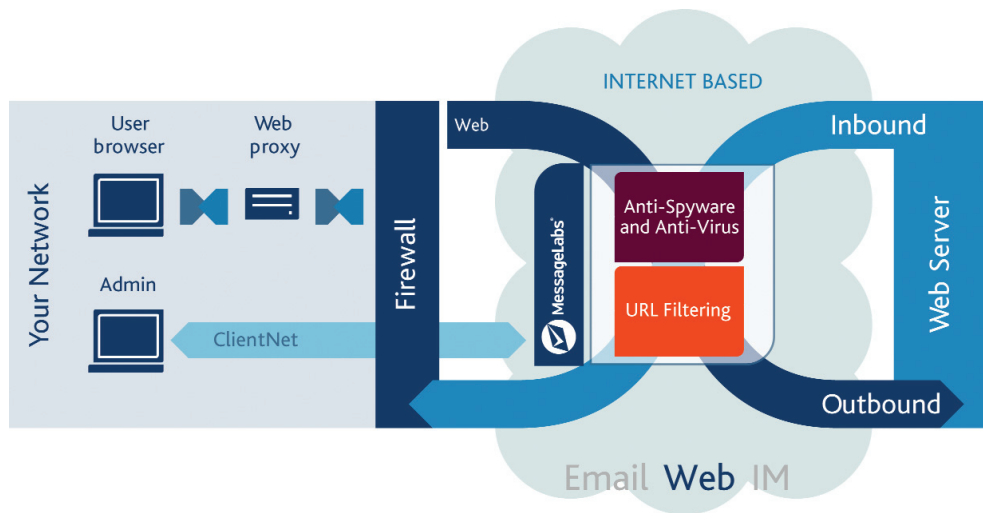 INTERNET BASED
Your Network
User
browser
Web
proxy
Admin
ClientNet
Firewall
Web
MessageLabs®
Anti-Spyware
and Anti-Virus
URL Filtering
Inbound
Outbound
Web Server
Email Web IM